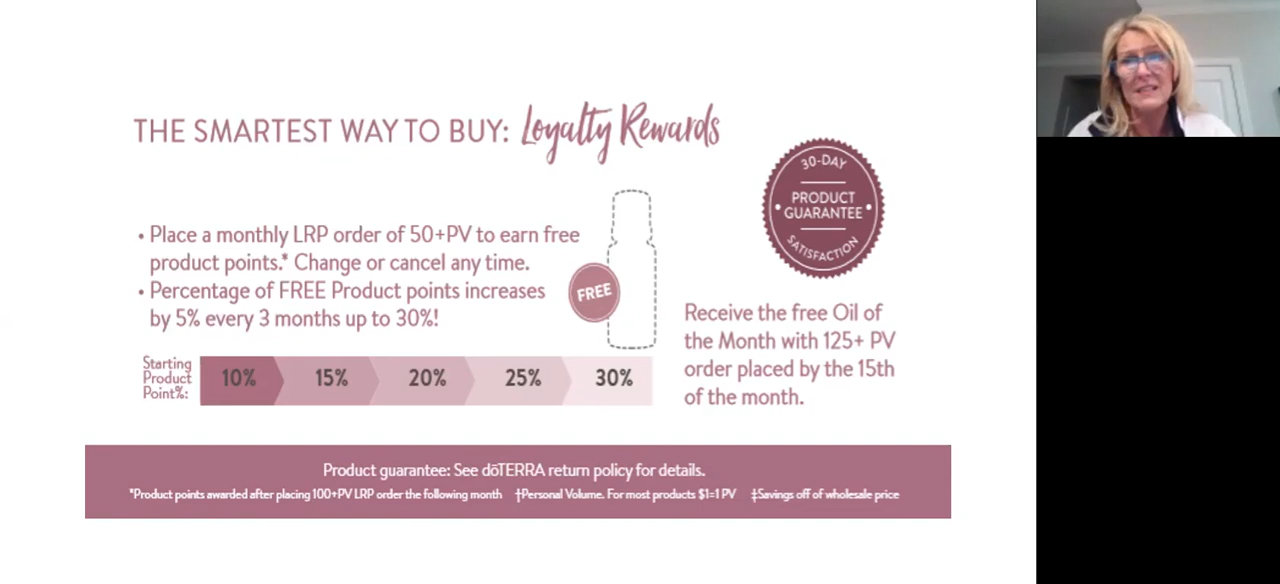 THE SMARTEST WAY TO BUY: Loyalty Rewards
30-DAY
PRODUCT
GUARANTEE
SATISFACTION
• Place a monthly LRP order of 50+PV to earn free
product points.* Change or cancel any time.
• Percentage of FREE Product points increases
by 5% every 3 months up to 30%!
FREE
Receive the free Oil of
the Month with 125+ PV
order placed by the 15th
of the month.
Starting
Product
Point%:
10% 15% 20% 25% 30%
Product guarantee: See dōTERRA return policy for details.
*Product points awarded after placing 100+PV LRP order the following month †Personal Volume. For most products $1=1 PV ‡Savings off of wholesale price